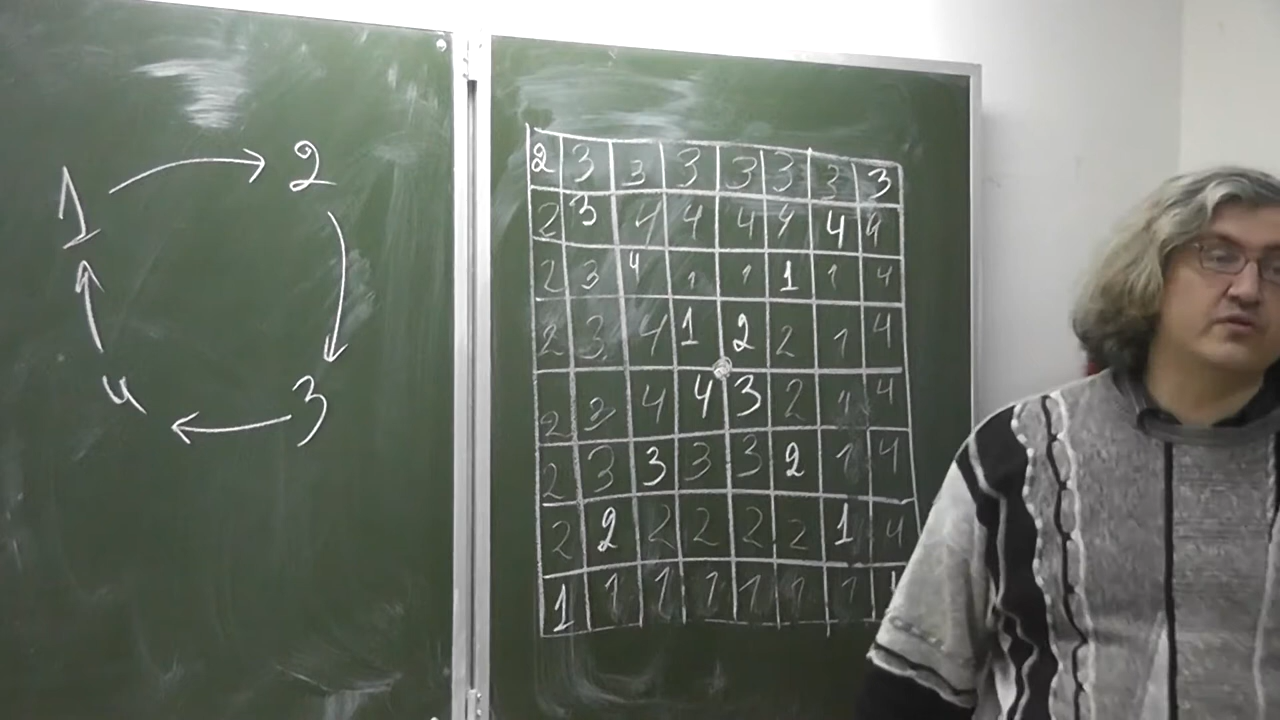 1 → 2
4 ← 3
2 3 3 3 3 3 3 3
2 3 4 4 4 4 4 4
2 3 4 1 1 1 1 4
2 3 4 1 2 2 1 4
2 3 4 4 3 2 1 4
2 3 3 3 3 2 1 4
2 2 2 2 2 2 1 4
1 1 1 1 1 1 1